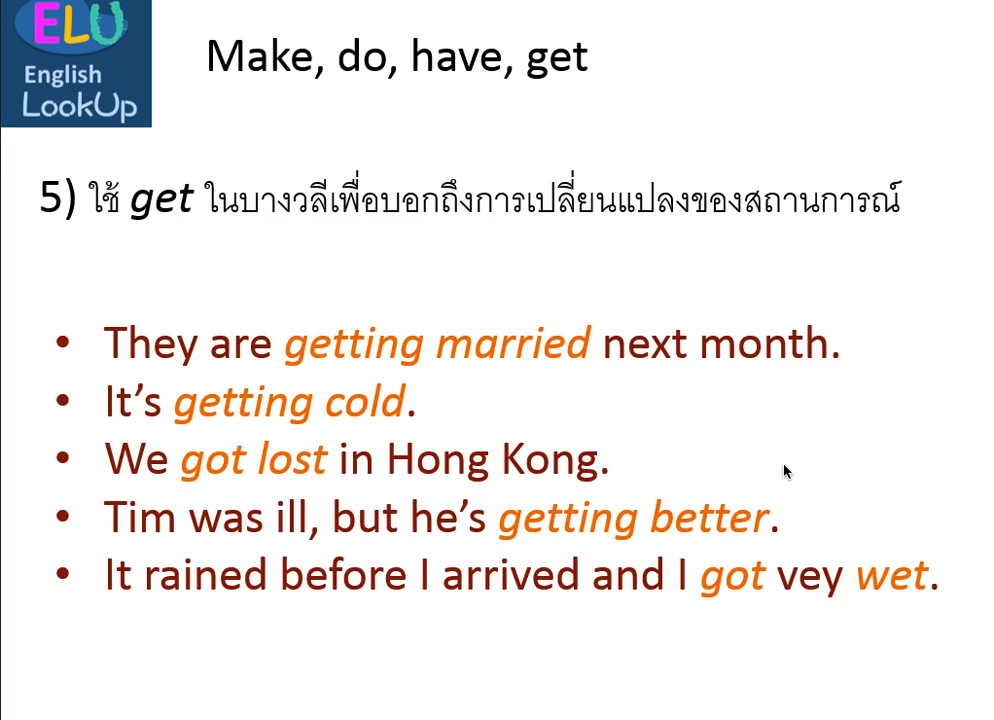 ELU
English
LookUp
Make, do, have, get
5) ใช้ get ในบางวลีเพื่อบอกถึงการเปลี่ยนแปลงของสถานการณ์
• They are getting married next month.
• It’s getting cold.
• We got lost in Hong Kong.
• Tim was ill, but he’s getting better.
• It rained before I arrived and I got vey wet.